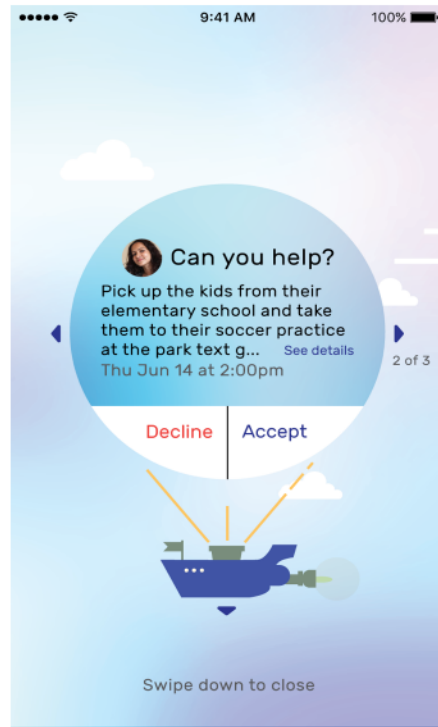 9:41 AM
100%
Can you help?
Pick up the kids from their
elementary school and take
them to their soccer practice
at the park text g... See details
Thu Jun 14 at 2:00pm
2 of 3
Decline Accept
Swipe down to close